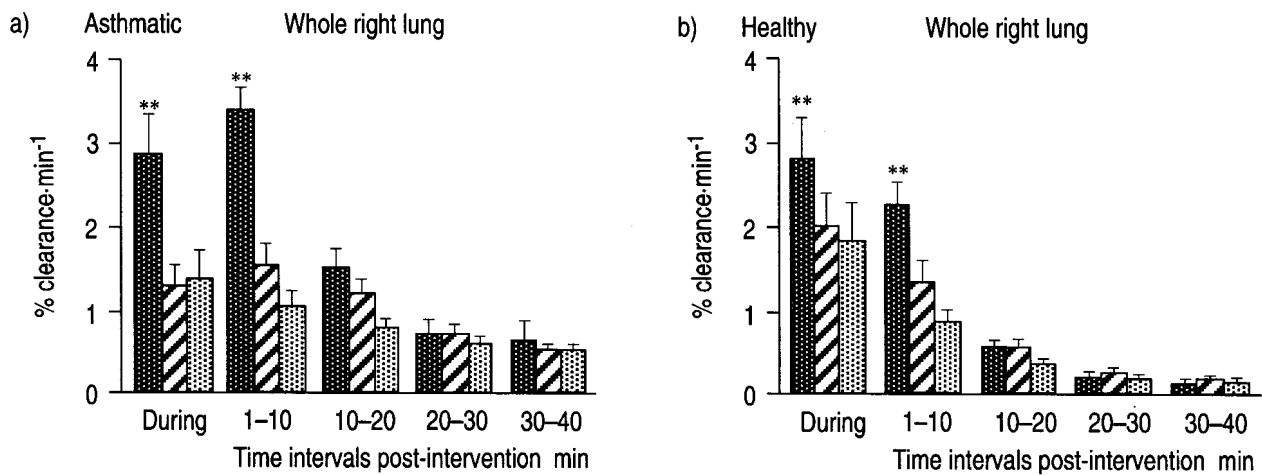 a) Asthmatic Whole right lung
% clearance·min-1
4
3
2
1
0
**
**
During 1–10 10–20 20–30 30–40
Time intervals post-intervention min
b) Healthy Whole right lung
% clearance·min-1
4
3
2
1
0
**
**
During 1–10 10–20 20–30 30–40
Time intervals post-intervention min